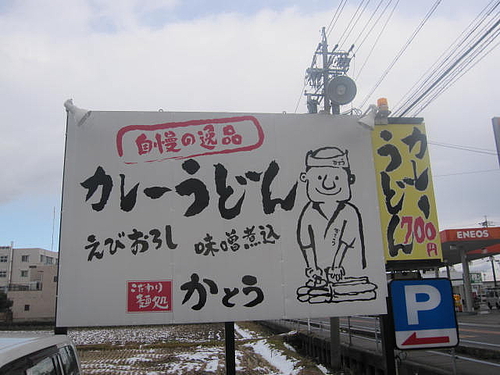 自慢の逸品
カレーうどん
えびおろし 味噌煮込
こだわり
麺処
かとう
カレー
うどん
700円
ENEOS
P